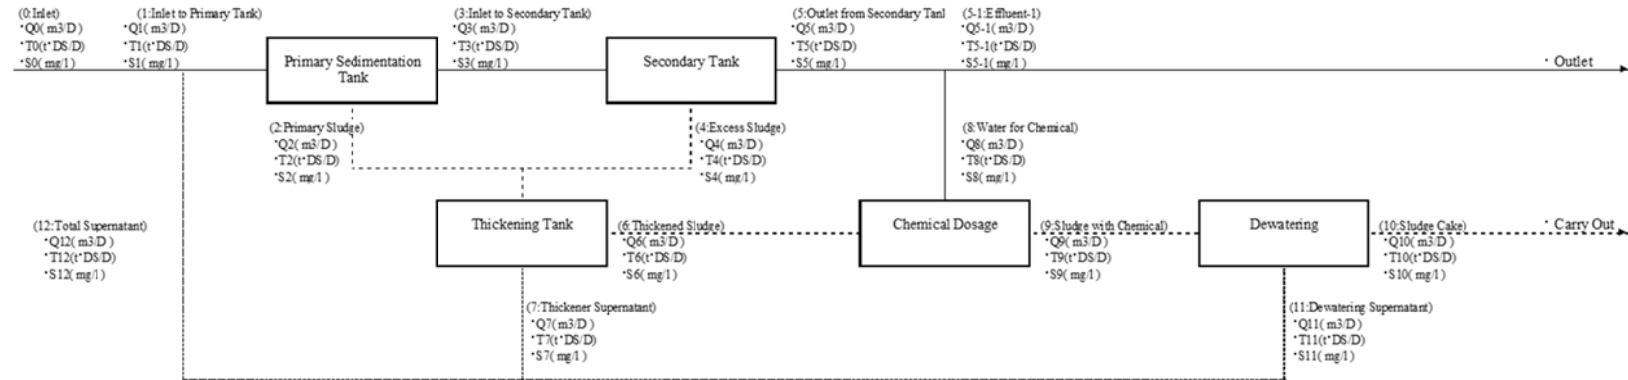 (0:Inlet)
・Q0( m3/D)
・T0(t・DS/D)
・S0( mg/l)
(1:Inlet to Primary Tank)
・Q1( m3/D)
・T1(t・DS/D)
・S1( mg/l )
Primary Sedimentation
Tank
(3:Inlet to Secondary Tank)
・Q3( m3/D)
・T3(t・DS/D)
・S3( mg/l )
Secondary Tank
(5:Outlet from Secondary Tanl
・Q5( m3/D)
・T5(t・DS/D)
・S5( mg/l )
(5-1:Effluent-1)
・Q5-1( m3/D)
・T5-1(t・DS/D)
・S5-1( mg/l )
・ Outlet
(2:Primary Sludge)
・Q2( m3/D)
・T2(t・DS/D)
・S2( mg/l )
(4:Excess Sludge)
・Q4( m3/D)
・T4(t・DS/D)
・S4( mg/l )
(8:Water for Chemical)
・Q8( m3/D)
・T8(t・DS/D)
・S8( mg/l )
(12:Total Supernatant)
・Q12( m3/D)
・T12(t・DS/D)
・S12( mg/l )
Thickening Tank
(6:Thickened Sludge)
・Q6( m3/D)
・T6(t・DS/D)
・S6( mg/l )
Chemical Dosage
(9:Sludge with Chemical)
・Q9( m3/D)
・T9(t・DS/D)
・S9( mg/l )
Dewatering
(10:Sludge Cake)
・Q10( m3/D)
・T10(t・DS/D)
・S10( mg/l )
・ Carry Out
(7:Thickener Supernatant)
・Q7( m3/D )
・T7(t・DS/D)
・S7( mg/l )
(11:Dewatering Supernatant)
・Q11( m3/D)
・T11(t・DS/D)
・S11( mg/l )